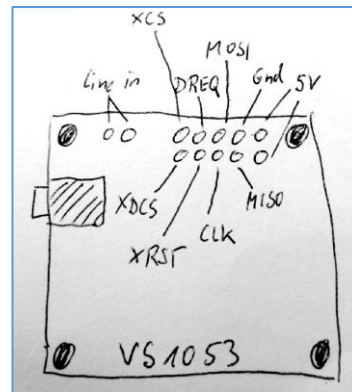 XCS
MOSI
Line in
DREQ
Gnd
5V
XDCS
MISO
XRST
CLK
VS1053